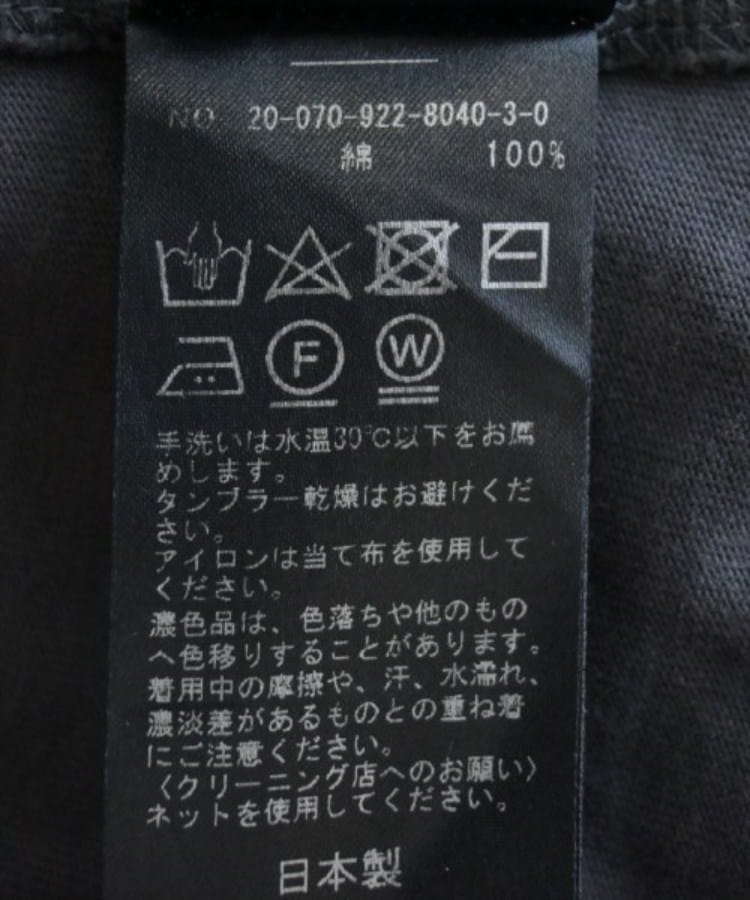 NO 20-070-922-8040-3-0
綿 100%
F W
手洗いは水温30℃以下をお薦
めします。
タンブラー乾燥はお避けくだ
さい。
アイロンは当て布を使用して
ください。
濃色品は、色落ちや他のもの
へ色移りすることがあります。
着用中の摩擦や、汗、水濡れ、
濃淡差があるものとの重ね着
にご注意ください。
〈クリーニング店へのお願い〉
ネットを使用してください。
日本製